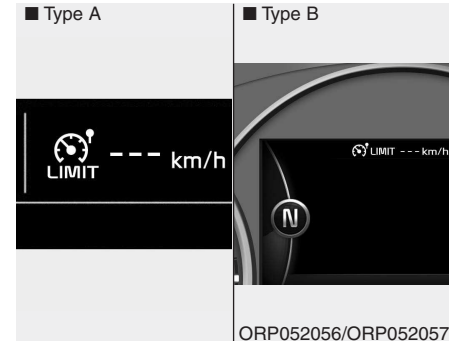 ■ Type A
LIMIT --- km/h
■ Type B
LIMIT --- km/h
N
ORP052056/ORP052057